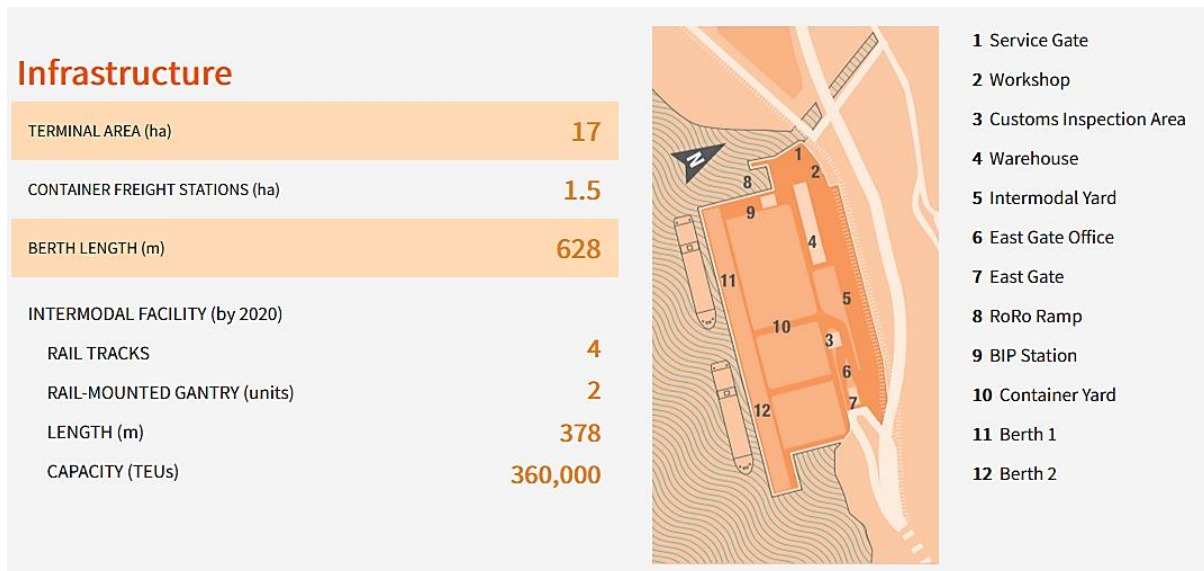 Infrastructure
TERMINAL AREA (ha) 17
CONTAINER FREIGHT STATIONS (ha) 1.5
BERTH LENGTH (m) 628
INTERMODAL FACILITY (by 2020)
RAIL TRACKS 4
RAIL-MOUNTED GANTRY (units) 2
LENGTH (m) 378
CAPACITY (TEUs) 360,000
N
1
2
8
9
4
11
5
10
3
6
7
12
1 Service Gate
2 Workshop
3 Customs Inspection Area
4 Warehouse
5 Intermodal Yard
6 East Gate Office
7 East Gate
8 RoRo Ramp
9 BIP Station
10 Container Yard
11 Berth 1
12 Berth 2